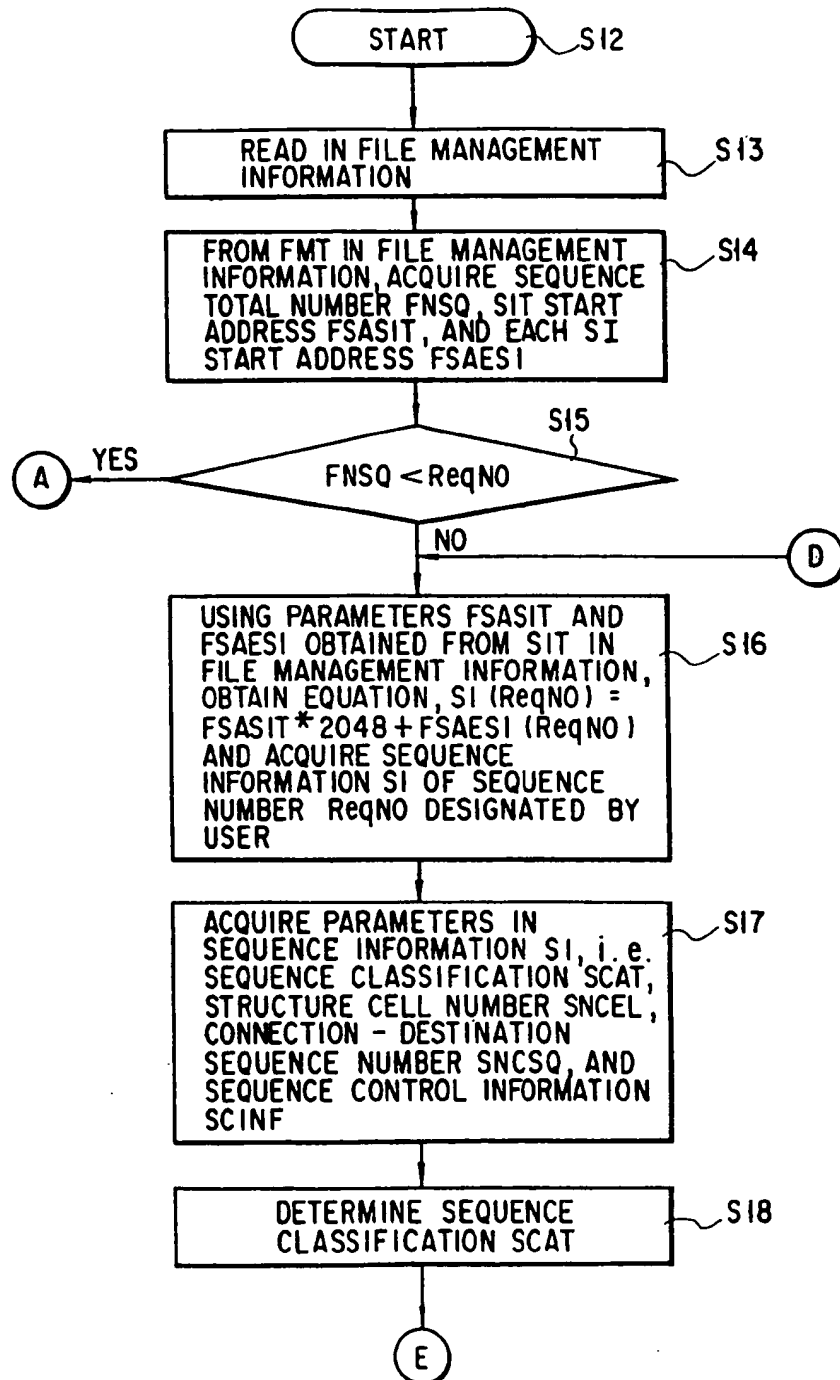 START
S12
READ IN FILE MANAGEMENT
INFORMATION
S13
FROM FMT IN FILE MANAGEMENT
INFORMATION, ACQUIRE SEQUENCE
TOTAL NUMBER FNSQ, SIT START
ADDRESS FSASIT, AND EACH SI
START ADDRESS FSAESI
S14
S15
FNSQ < ReqNO
YES
A
NO
D
USING PARAMETERS FSASIT AND
FSAESI OBTAINED FROM SIT IN
FILE MANAGEMENT INFORMATION,
OBTAIN EQUATION, SI (ReqNO) =
FSASIT * 2048 + FSAESI (ReqNO)
AND ACQUIRE SEQUENCE
INFORMATION SI OF SEQUENCE
NUMBER ReqNO DESIGNATED BY
USER
S16
ACQUIRE PARAMETERS IN
SEQUENCE INFORMATION SI, i.e.
SEQUENCE CLASSIFICATION SCAT,
STRUCTURE CELL NUMBER SNCEL,
CONNECTION - DESTINATION
SEQUENCE NUMBER SNCSQ, AND
SEQUENCE CONTROL INFORMATION
SCINF
S17
DETERMINE SEQUENCE
CLASSIFICATION SCAT
S18
E